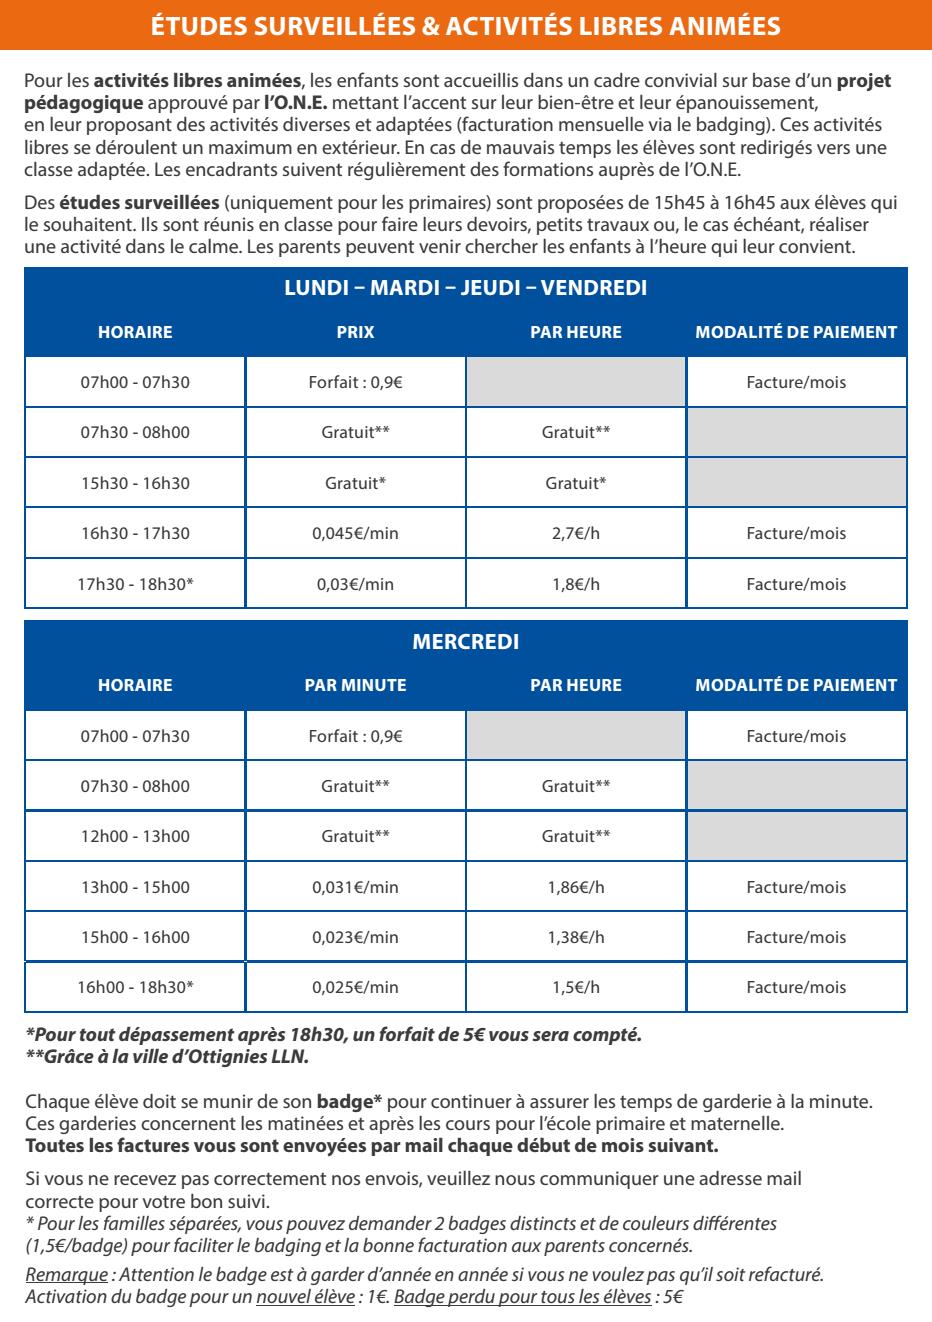 ÉTUDES SURVEILLÉES & ACTIVITÉS LIBRES ANIMÉES
Pour les activités libres animées, les enfants sont accueillis dans un cadre convivial sur base d’un projet
pédagogique approuvé par l’O.N.E. mettant l’accent sur leur bien-être et leur épanouissement,
en leur proposant des activités diverses et adaptées (facturation mensuelle via le badging). Ces activités
libres se déroulent un maximum en extérieur. En cas de mauvais temps les élèves sont redirigés vers une
classe adaptée. Les encadrants suivent régulièrement des formations auprès de l’O.N.E.
Des études surveillées (uniquement pour les primaires) sont proposées de 15h45 à 16h45 aux élèves qui
le souhaitent. Ils sont réunis en classe pour faire leurs devoirs, petits travaux ou, le cas échéant, réaliser
une activité dans le calme. Les parents peuvent venir chercher les enfants à l’heure qui leur convient.
LUNDI – MARDI – JEUDI – VENDREDI
HORAIRE PRIX PAR HEURE MODALITÉ DE PAIEMENT
07h00 - 07h30 Forfait : 0,9€ Facture/mois
07h30 - 08h00 Gratuit** Gratuit**
15h30 - 16h30 Gratuit* Gratuit*
16h30 - 17h30 0,045€/min 2,7€/h Facture/mois
17h30 - 18h30* 0,03€/min 1,8€/h Facture/mois
MERCREDI
HORAIRE PAR MINUTE PAR HEURE MODALITÉ DE PAIEMENT
07h00 - 07h30 Forfait : 0,9€ Facture/mois
07h30 - 08h00 Gratuit** Gratuit**
12h00 - 13h00 Gratuit** Gratuit**
13h00 - 15h00 0,031€/min 1,86€/h Facture/mois
15h00 - 16h00 0,023€/min 1,38€/h Facture/mois
16h00 - 18h30* 0,025€/min 1,5€/h Facture/mois
*Pour tout dépassement après 18h30, un forfait de 5€ vous sera compté.
**Grâce à la ville d’Ottignies LLN.
Chaque élève doit se munir de son badge* pour continuer à assurer les temps de garderie à la minute.
Ces garderies concernent les matinées et après les cours pour l’école primaire et maternelle.
Toutes les factures vous sont envoyées par mail chaque début de mois suivant.
Si vous ne recevez pas correctement nos envois, veuillez nous communiquer une adresse mail
correcte pour votre bon suivi.
* Pour les familles séparées, vous pouvez demander 2 badges distincts et de couleurs différentes
(1,5€/badge) pour faciliter le badging et la bonne facturation aux parents concernés.
Remarque : Attention le badge est à garder d’année en année si vous ne voulez pas qu’il soit refacturé.
Activation du badge pour un nouvel élève : 1€. Badge perdu pour tous les élèves : 5€